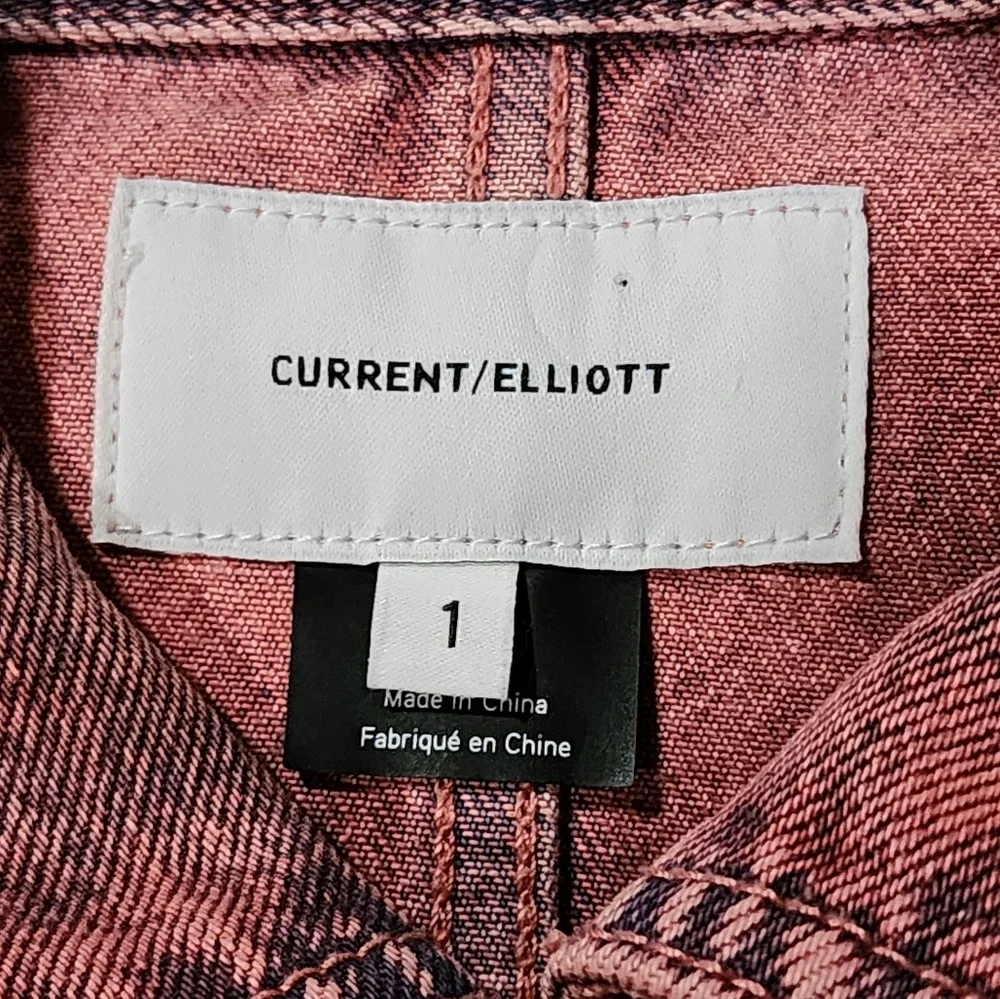 CURRENT/ELLIOTT
1
Made in China
Fabriqué en Chine